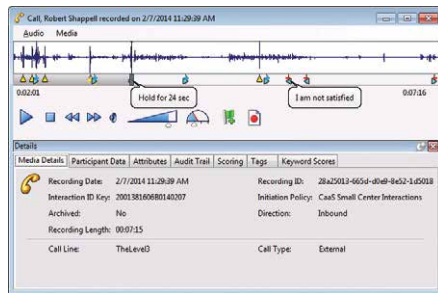 Call, Robert Shappell recorded on 2/7/2014 11:29:39 AM
Audio Media
Hold for 24 sec
I am not satisfied
0:02:01
0:07:16
Details
Media Details Participant Data Attributes Audit Trail Scoring Tags Keyword Scores
Recording Date: 2/7/2014 11:29:39 AM
Recording ID: 28a25013-665d-d0e9-8e52-1d5018
Interaction ID Key: 200138160680140207
Initiation Policy: CaaS Small Center Interactions
Archived: No
Direction: Inbound
Recording Length: 00:07:15
Call Line: TheLevel3
Call Type: External